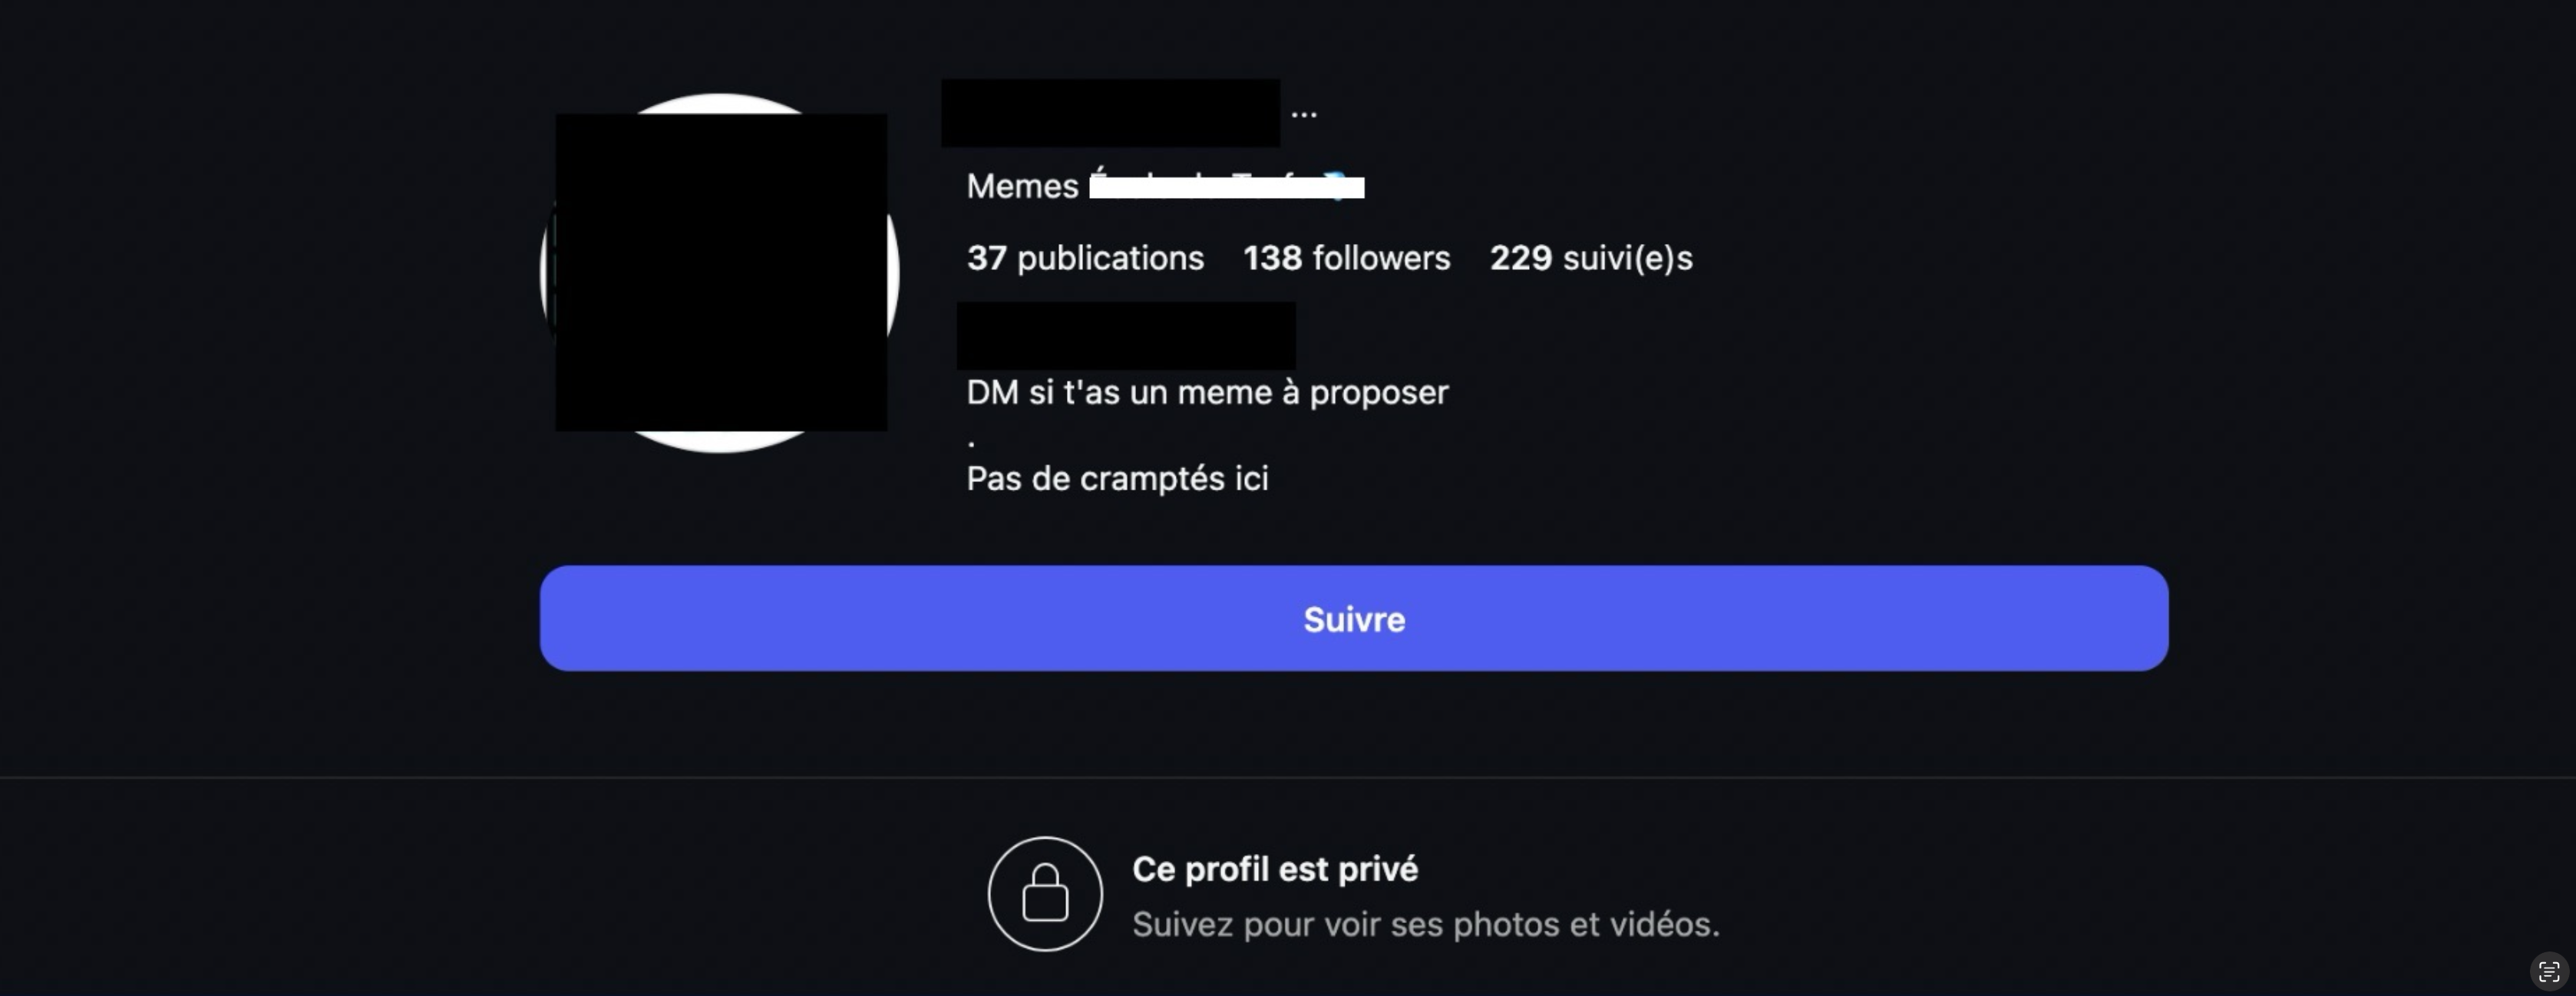 ...
Memes
37 publications 138 followers 229 suivi(e)s
DM si t'as un meme à proposer
.
Pas de cramptés ici
Suivre
Ce profil est privé
Suivez pour voir ses photos et vidéos.